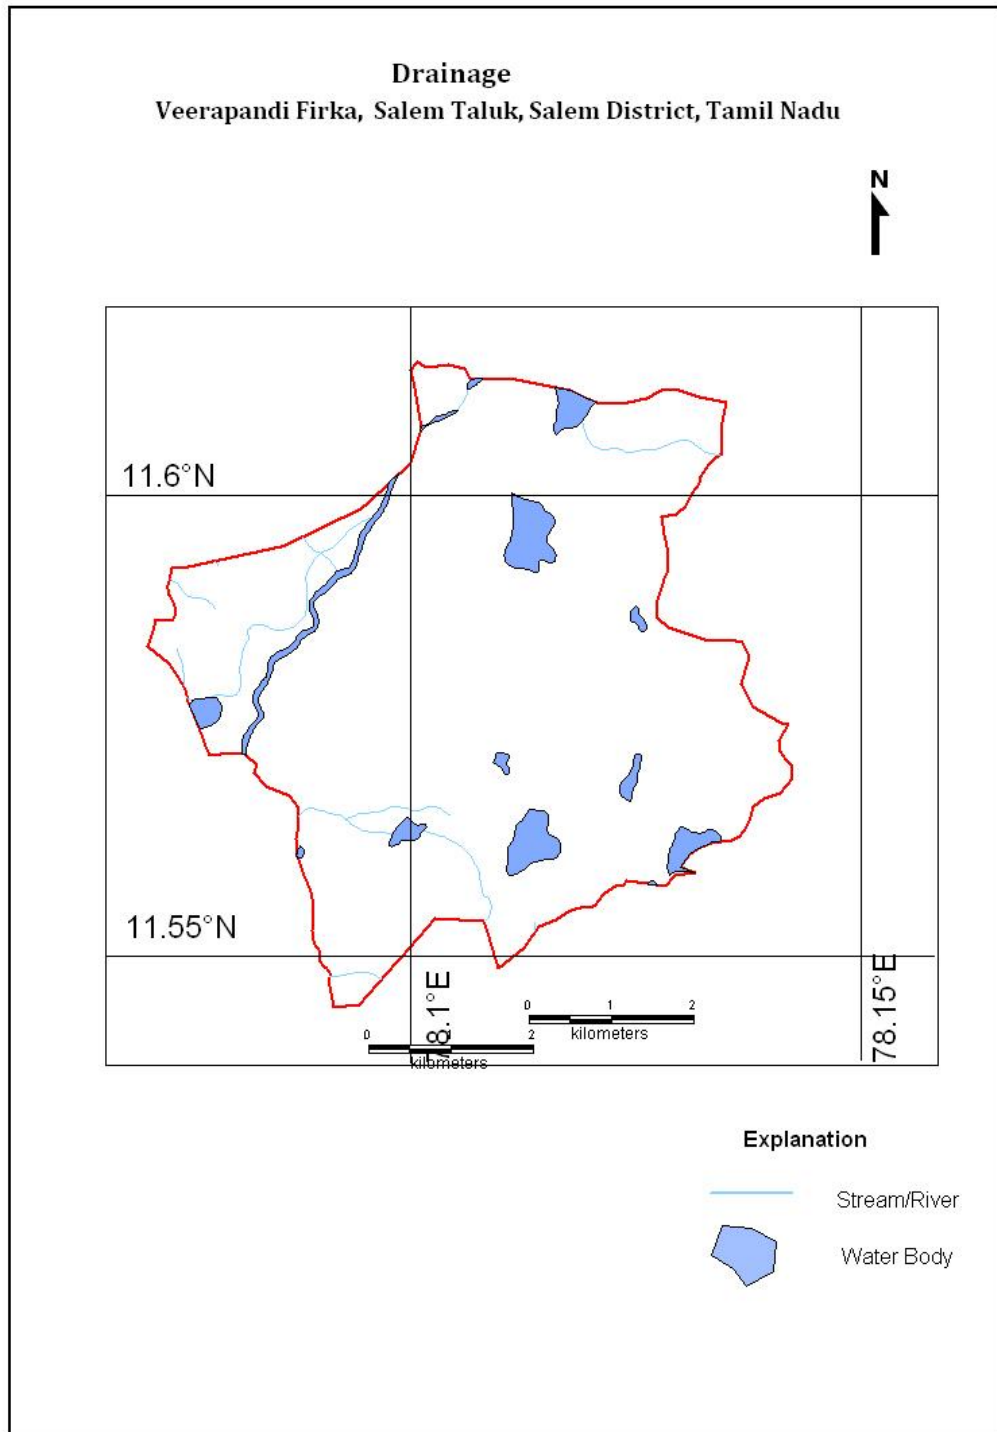 Drainage
Veerapandi Firka, Salem Taluk, Salem District, Tamil Nadu
N
11.6°N
11.55°N
78.1°E
78.15°E
0 1 2
kilometers
0 1 2
kilometers
Explanation
Stream/River
Water Body